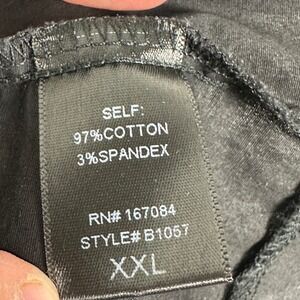 SELF:
97%COTTON
3%SPANDEX
RN# 167084
STYLE# B1057
XXL